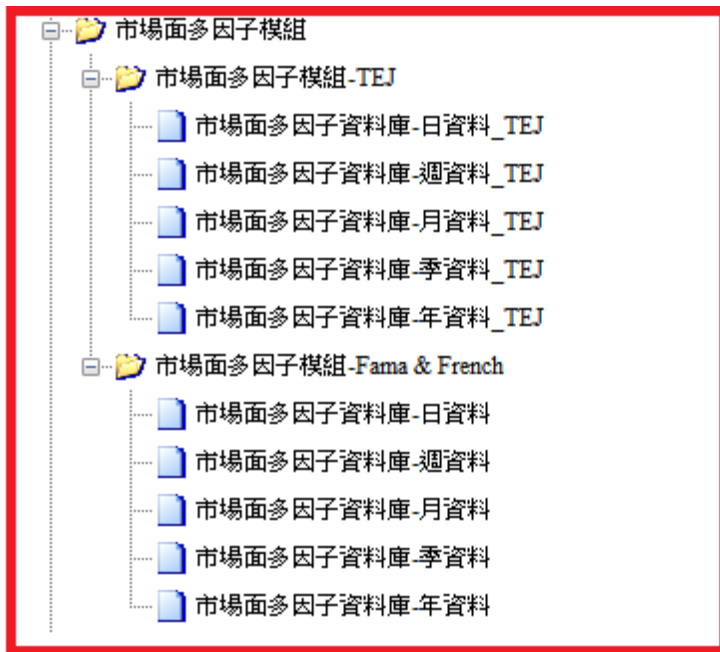 市場面多因子模組
市場面多因子模組-TEJ
市場面多因子資料庫-日資料_TEJ
市場面多因子資料庫-週資料_TEJ
市場面多因子資料庫-月資料_TEJ
市場面多因子資料庫-季資料_TEJ
市場面多因子資料庫-年資料_TEJ
市場面多因子模組-Fama & French
市場面多因子資料庫-日資料
市場面多因子資料庫-週資料
市場面多因子資料庫-月資料
市場面多因子資料庫-季資料
市場面多因子資料庫-年資料